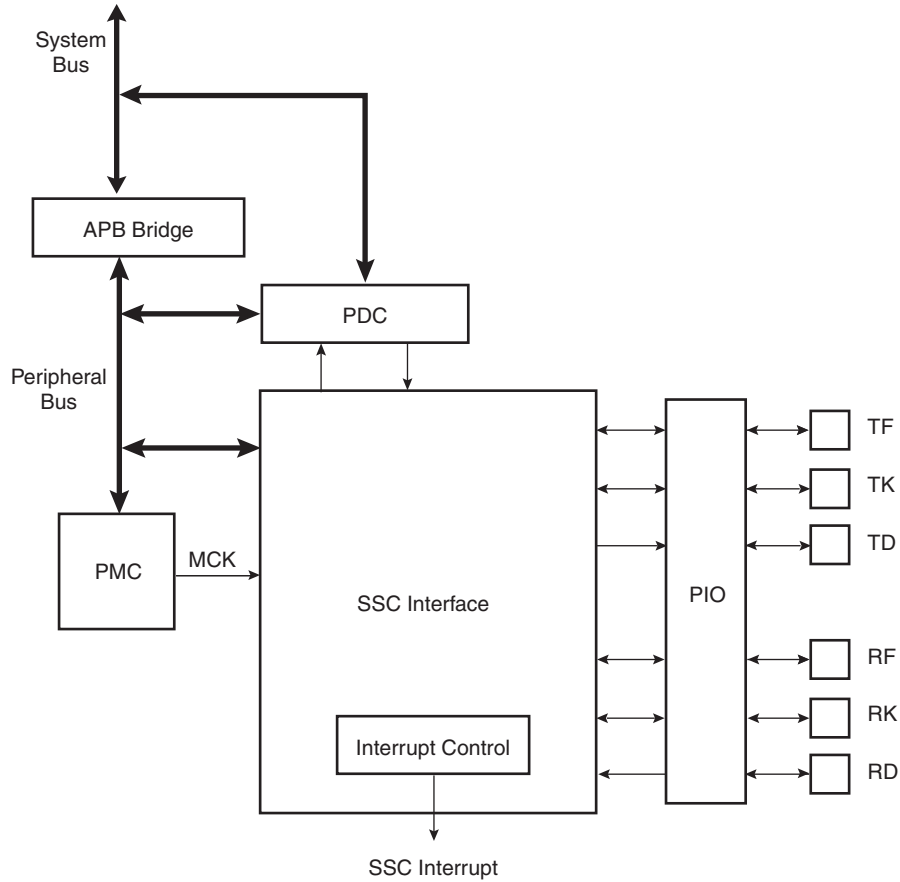 System
Bus
APB Bridge
PDC
Peripheral
Bus
TF
TK
PMC
MCK
TD
SSC Interface
PIO
RF
RK
Interrupt Control
RD
SSC Interrupt